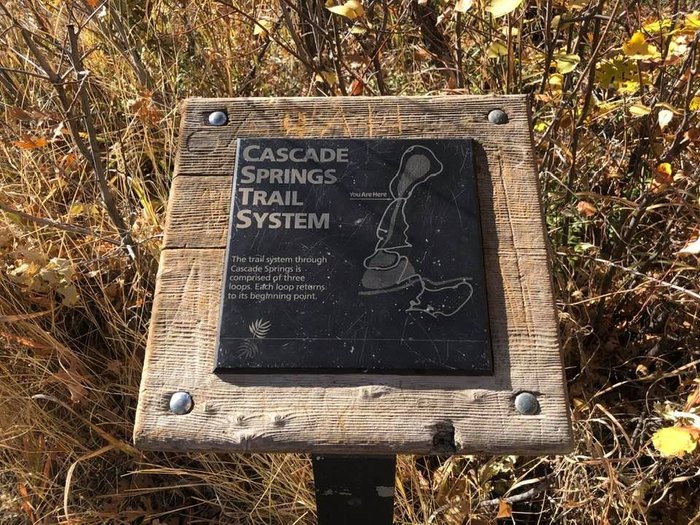 CASCADE
SPRINGS
TRAIL
SYSTEM
You Are Here
The trail system through
Cascade Springs is
comprised of three
loops. Each loop returns
to its beginning point.